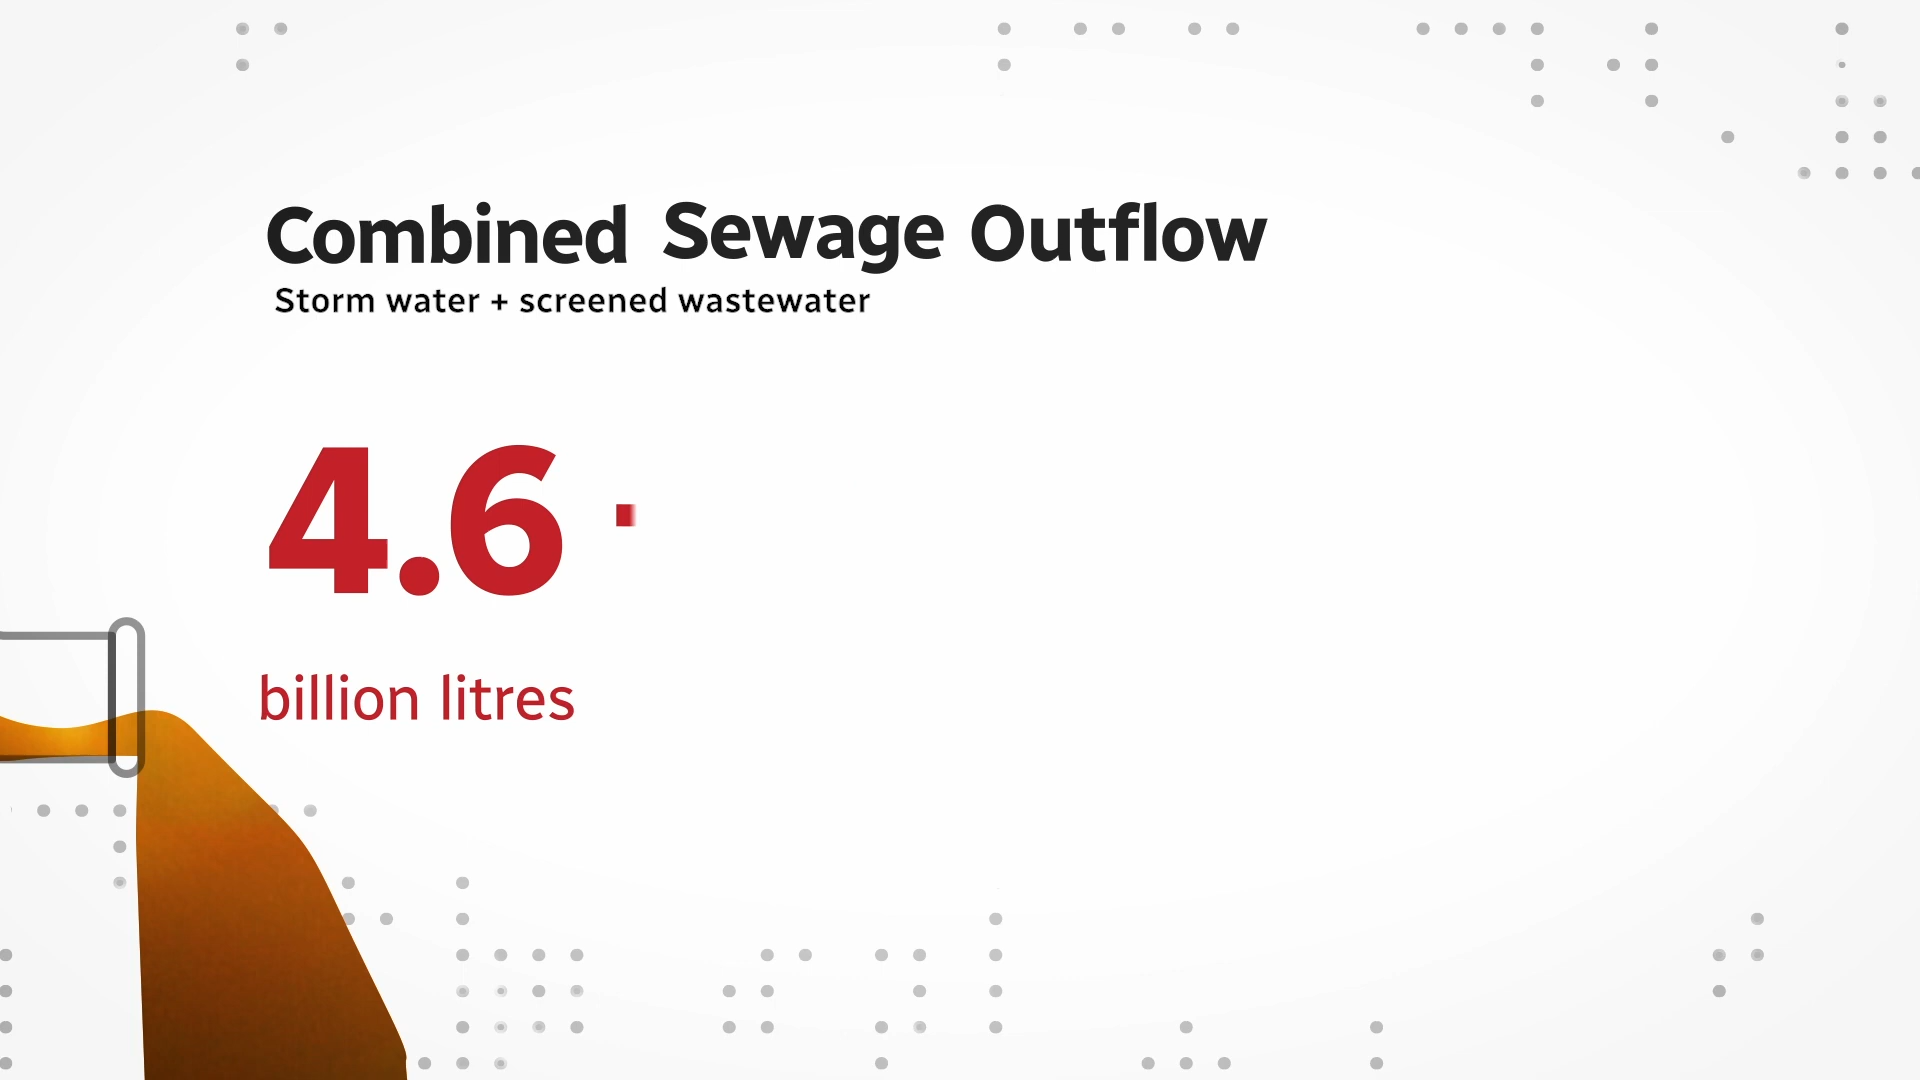 Combined Sewage Outflow
Storm water + screened wastewater
4.6
billion litres